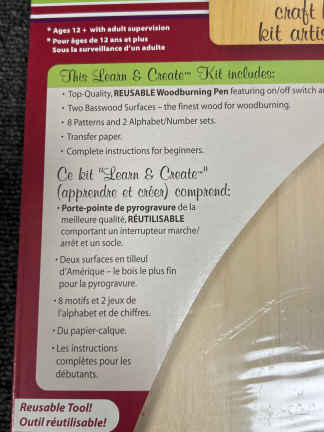 craft
kit artis
* Ages 12 + with adult supervision
* Pour âges de 12 ans et plus
Sous la surveillance d'un adulte
This Learn & Create™ Kit includes:
• Top-Quality, REUSABLE Woodburning Pen featuring on/off switch a
• Two Basswood Surfaces – the finest wood for woodburning.
• 8 Patterns and 2 Alphabet/Number sets.
• Transfer paper.
• Complete instructions for beginners.
Ce kit "Learn & Create™"
(apprendre et créer) comprend:
• Porte-pointe de pyrogravure de la
meilleure qualité, RÉUTILISABLE
comportant un interrupteur marche/
arrêt et un socle.
• Deux surfaces en tilleul
d'Amérique – le bois le plus fin
pour la pyrogravure.
• 8 motifs et 2 jeux de
l'alphabet et de chiffres.
• Du papier-calque.
• Les instructions
complètes pour les
débutants.
Reusable Tool!
Outil réutilisable!